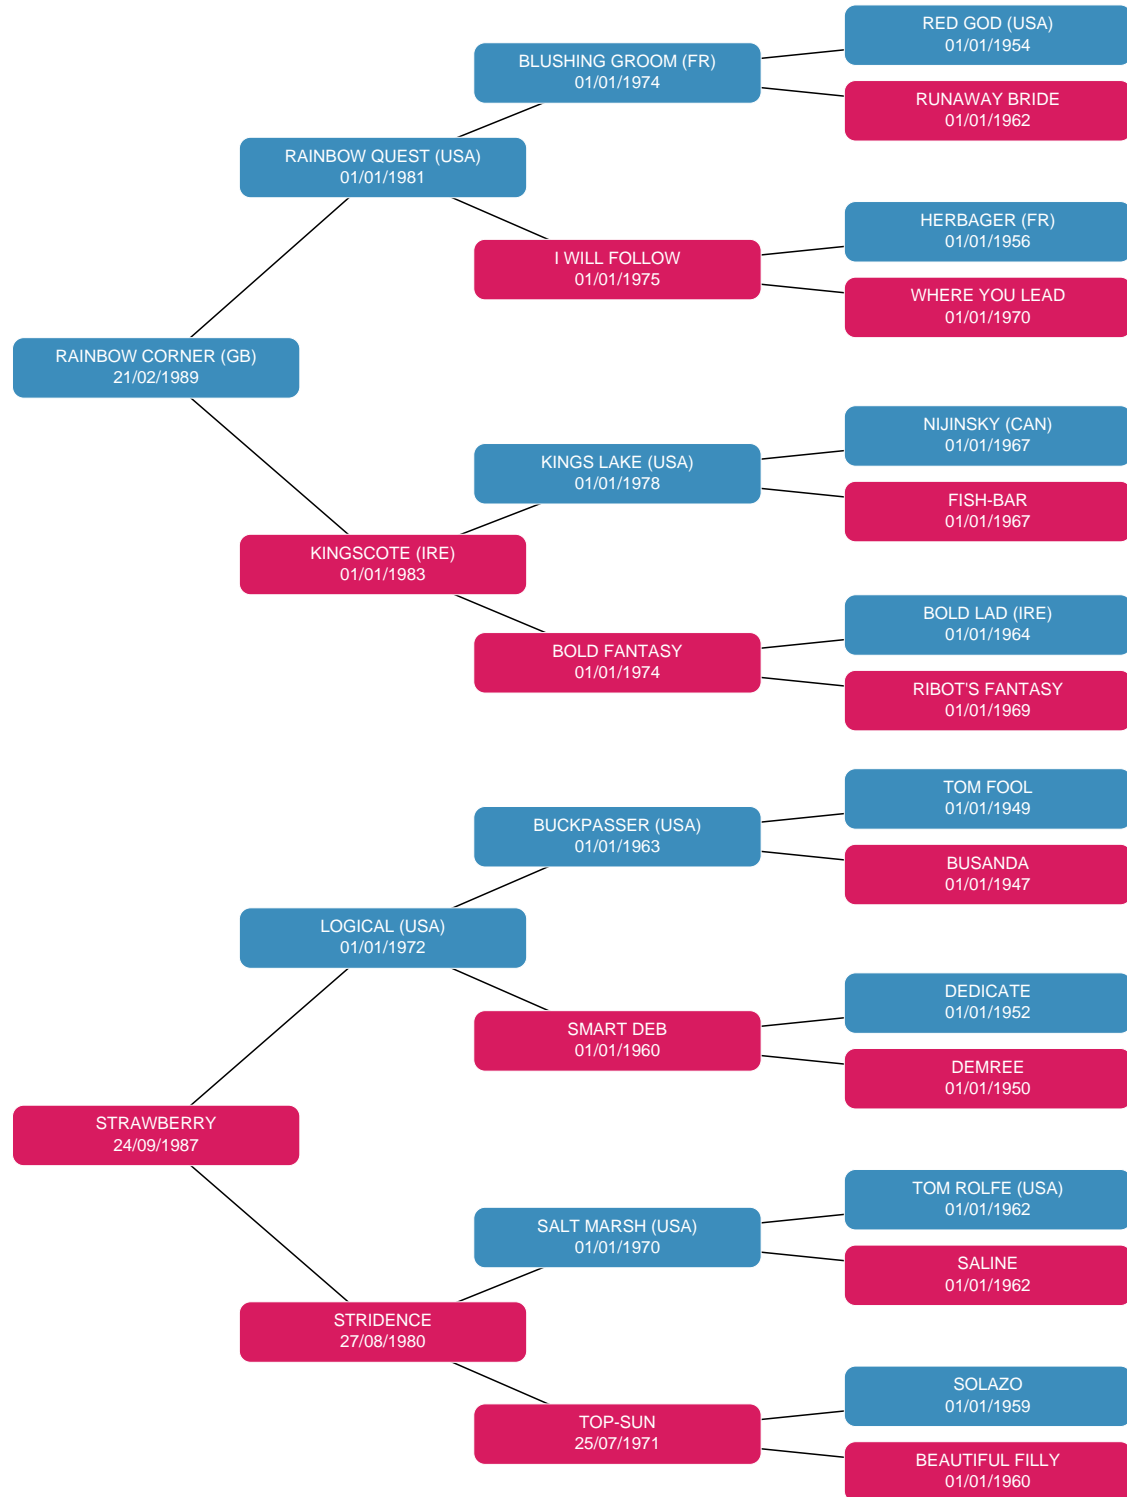 RED GOD (USA)
01/01/1954
BLUSHING GROOM (FR)
01/01/1974
RUNAWAY BRIDE
01/01/1962
RAINBOW QUEST (USA)
01/01/1981
HERBAGER (FR)
01/01/1956
I WILL FOLLOW
01/01/1975
WHERE YOU LEAD
01/01/1970
RAINBOW CORNER (GB)
21/02/1989
NIJINSKY (CAN)
01/01/1967
KINGS LAKE (USA)
01/01/1978
FISH-BAR
01/01/1967
KINGSCOTE (IRE)
01/01/1983
BOLD LAD (IRE)
01/01/1964
BOLD FANTASY
01/01/1974
RIBOT'S FANTASY
01/01/1969
TOM FOOL
01/01/1949
BUCKPASSER (USA)
01/01/1963
BUSANDA
01/01/1947
LOGICAL (USA)
01/01/1972
DEDICATE
01/01/1952
SMART DEB
01/01/1960
DEMREE
01/01/1950
STRAWBERRY
24/09/1987
TOM ROLFE (USA)
01/01/1962
SALT MARSH (USA)
01/01/1970
SALINE
01/01/1962
STRIDENCE
27/08/1980
SOLAZO
01/01/1959
TOP-SUN
25/07/1971
BEAUTIFUL FILLY
01/01/1960